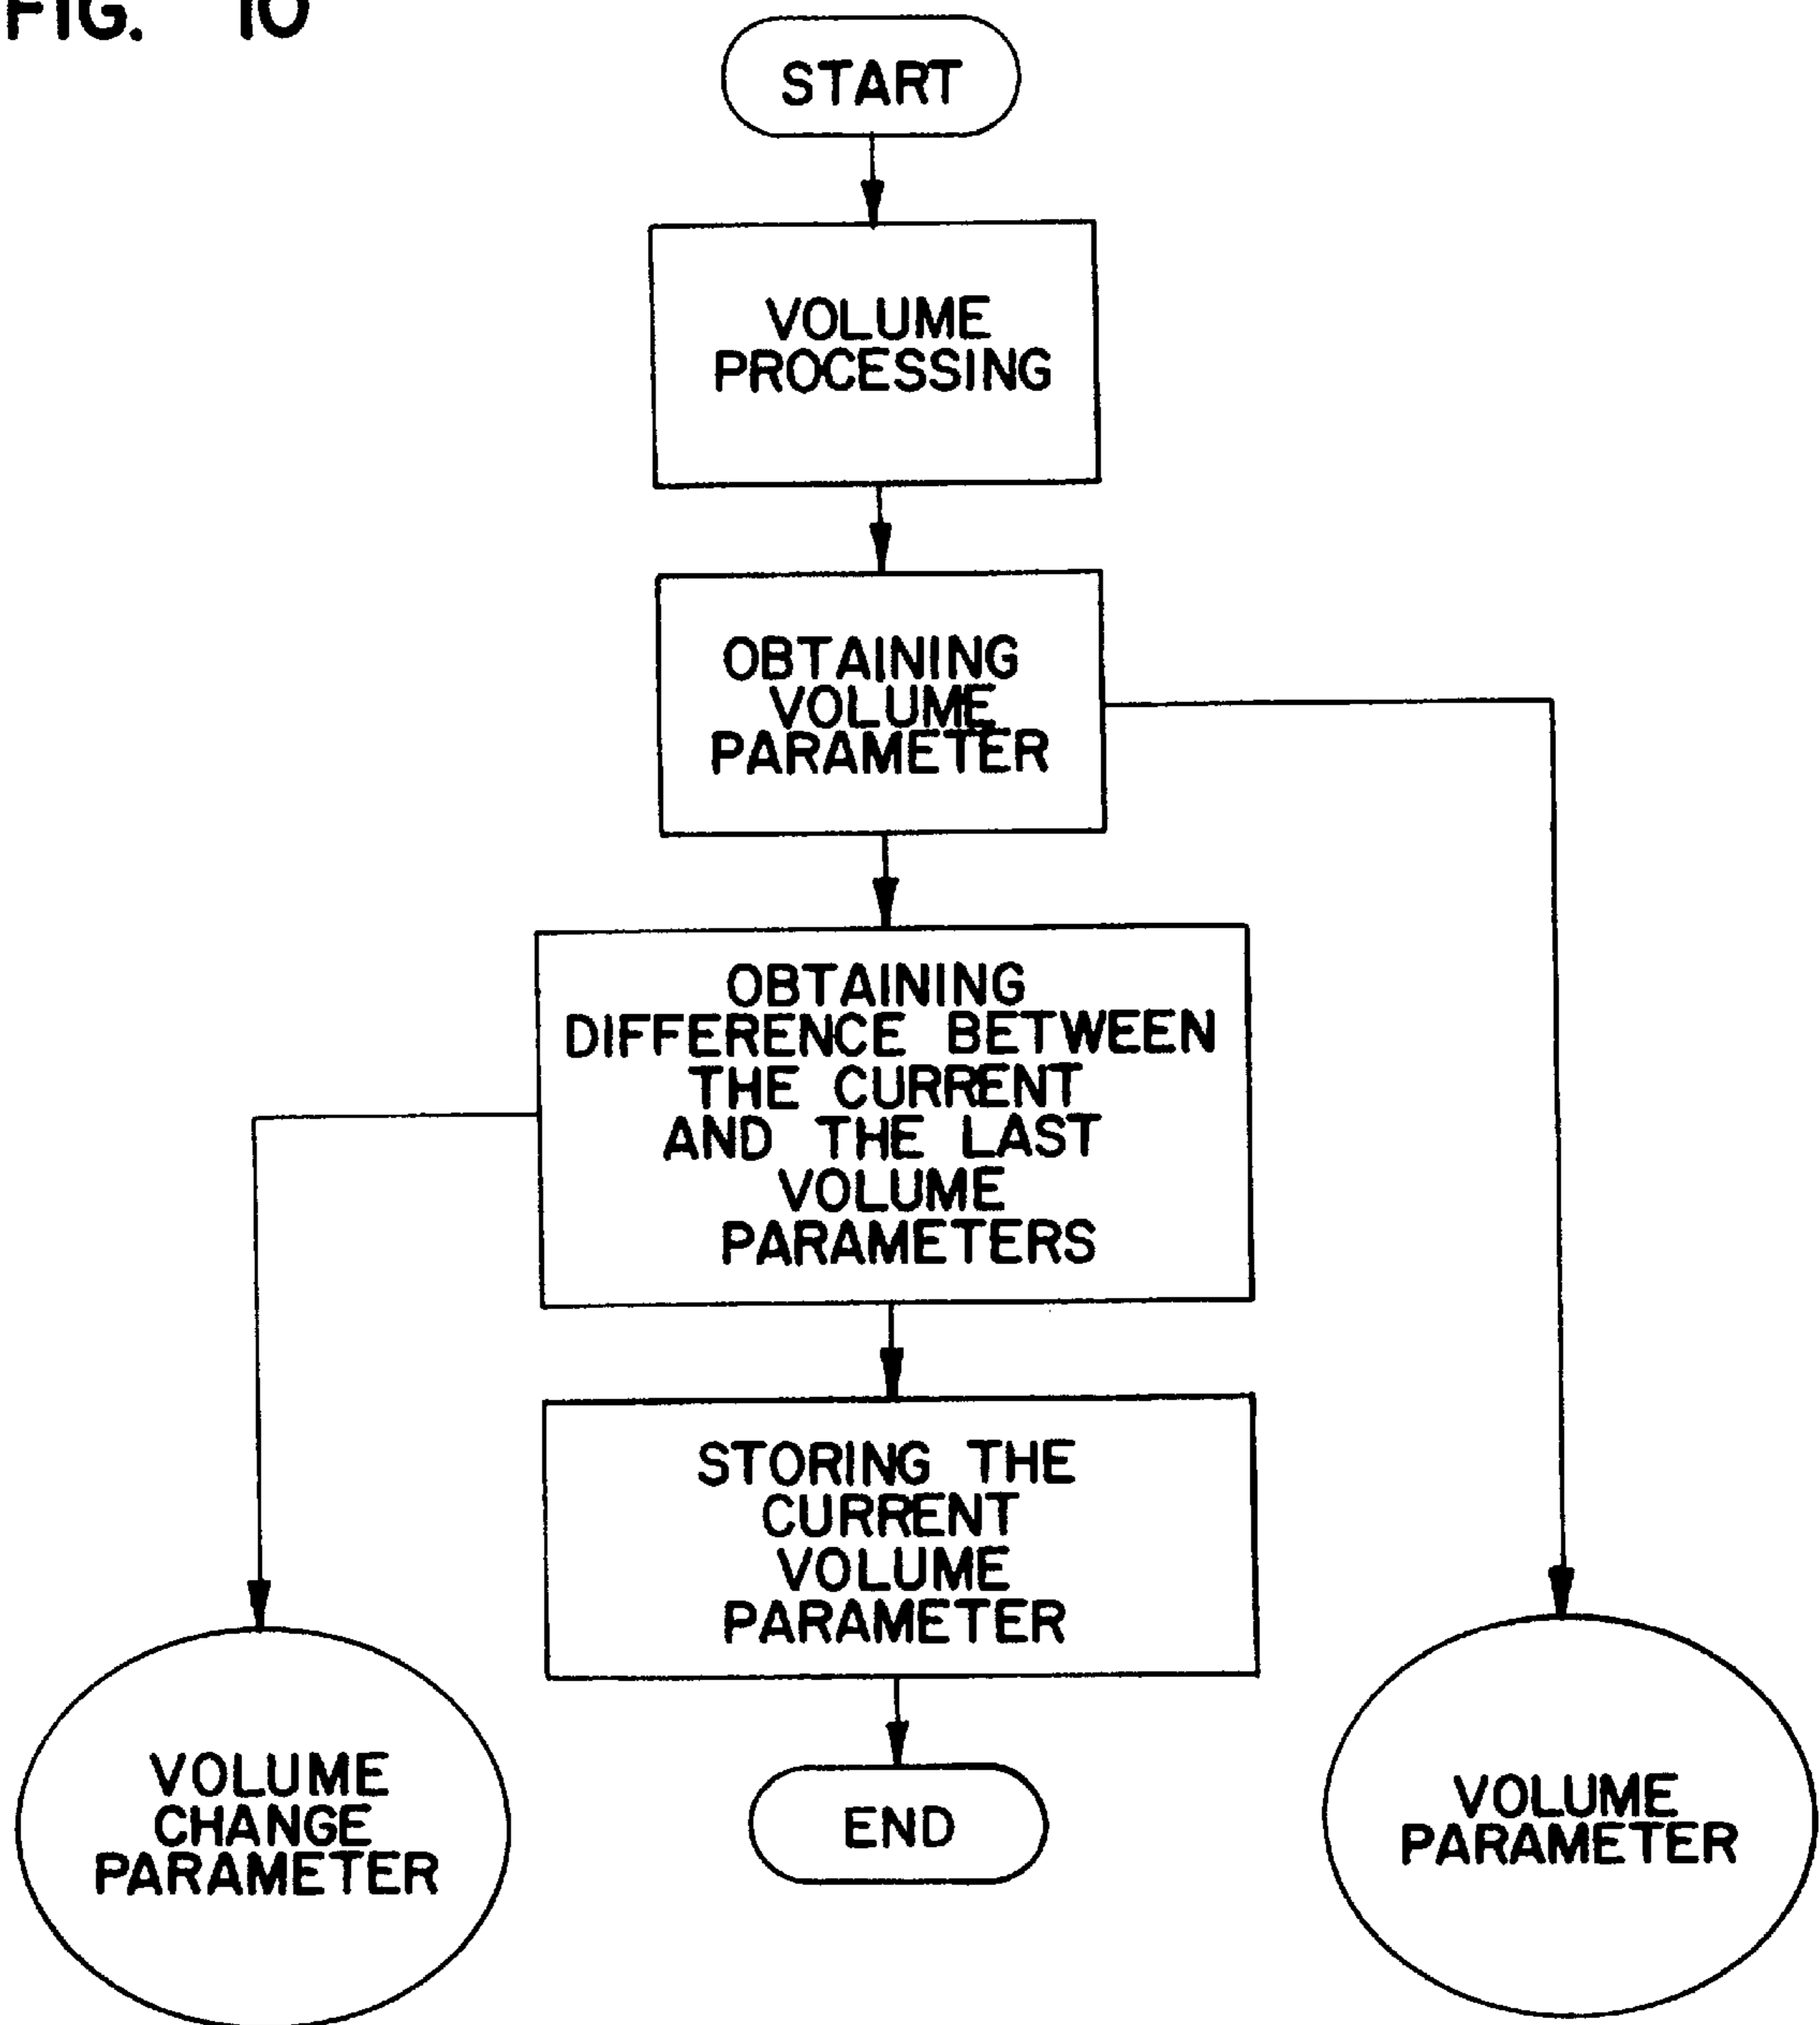 FIG. 10
START
VOLUME
PROCESSING
OBTAINING
VOLUME
PARAMETER
OBTAINING
DIFFERENCE BETWEEN
THE CURRENT
AND THE LAST
VOLUME
PARAMETERS
STORING THE
CURRENT
VOLUME
PARAMETER
VOLUME
CHANGE
PARAMETER
END
VOLUME
PARAMETER